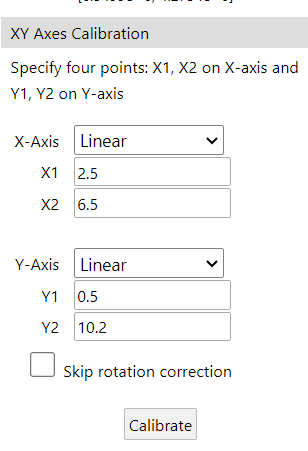 XY Axes Calibration
Specify four points: X1, X2 on X-axis and
Y1, Y2 on Y-axis
X-Axis Linear
X1 2.5
X2 6.5
Y-Axis Linear
Y1 0.5
Y2 10.2
Skip rotation correction
Calibrate